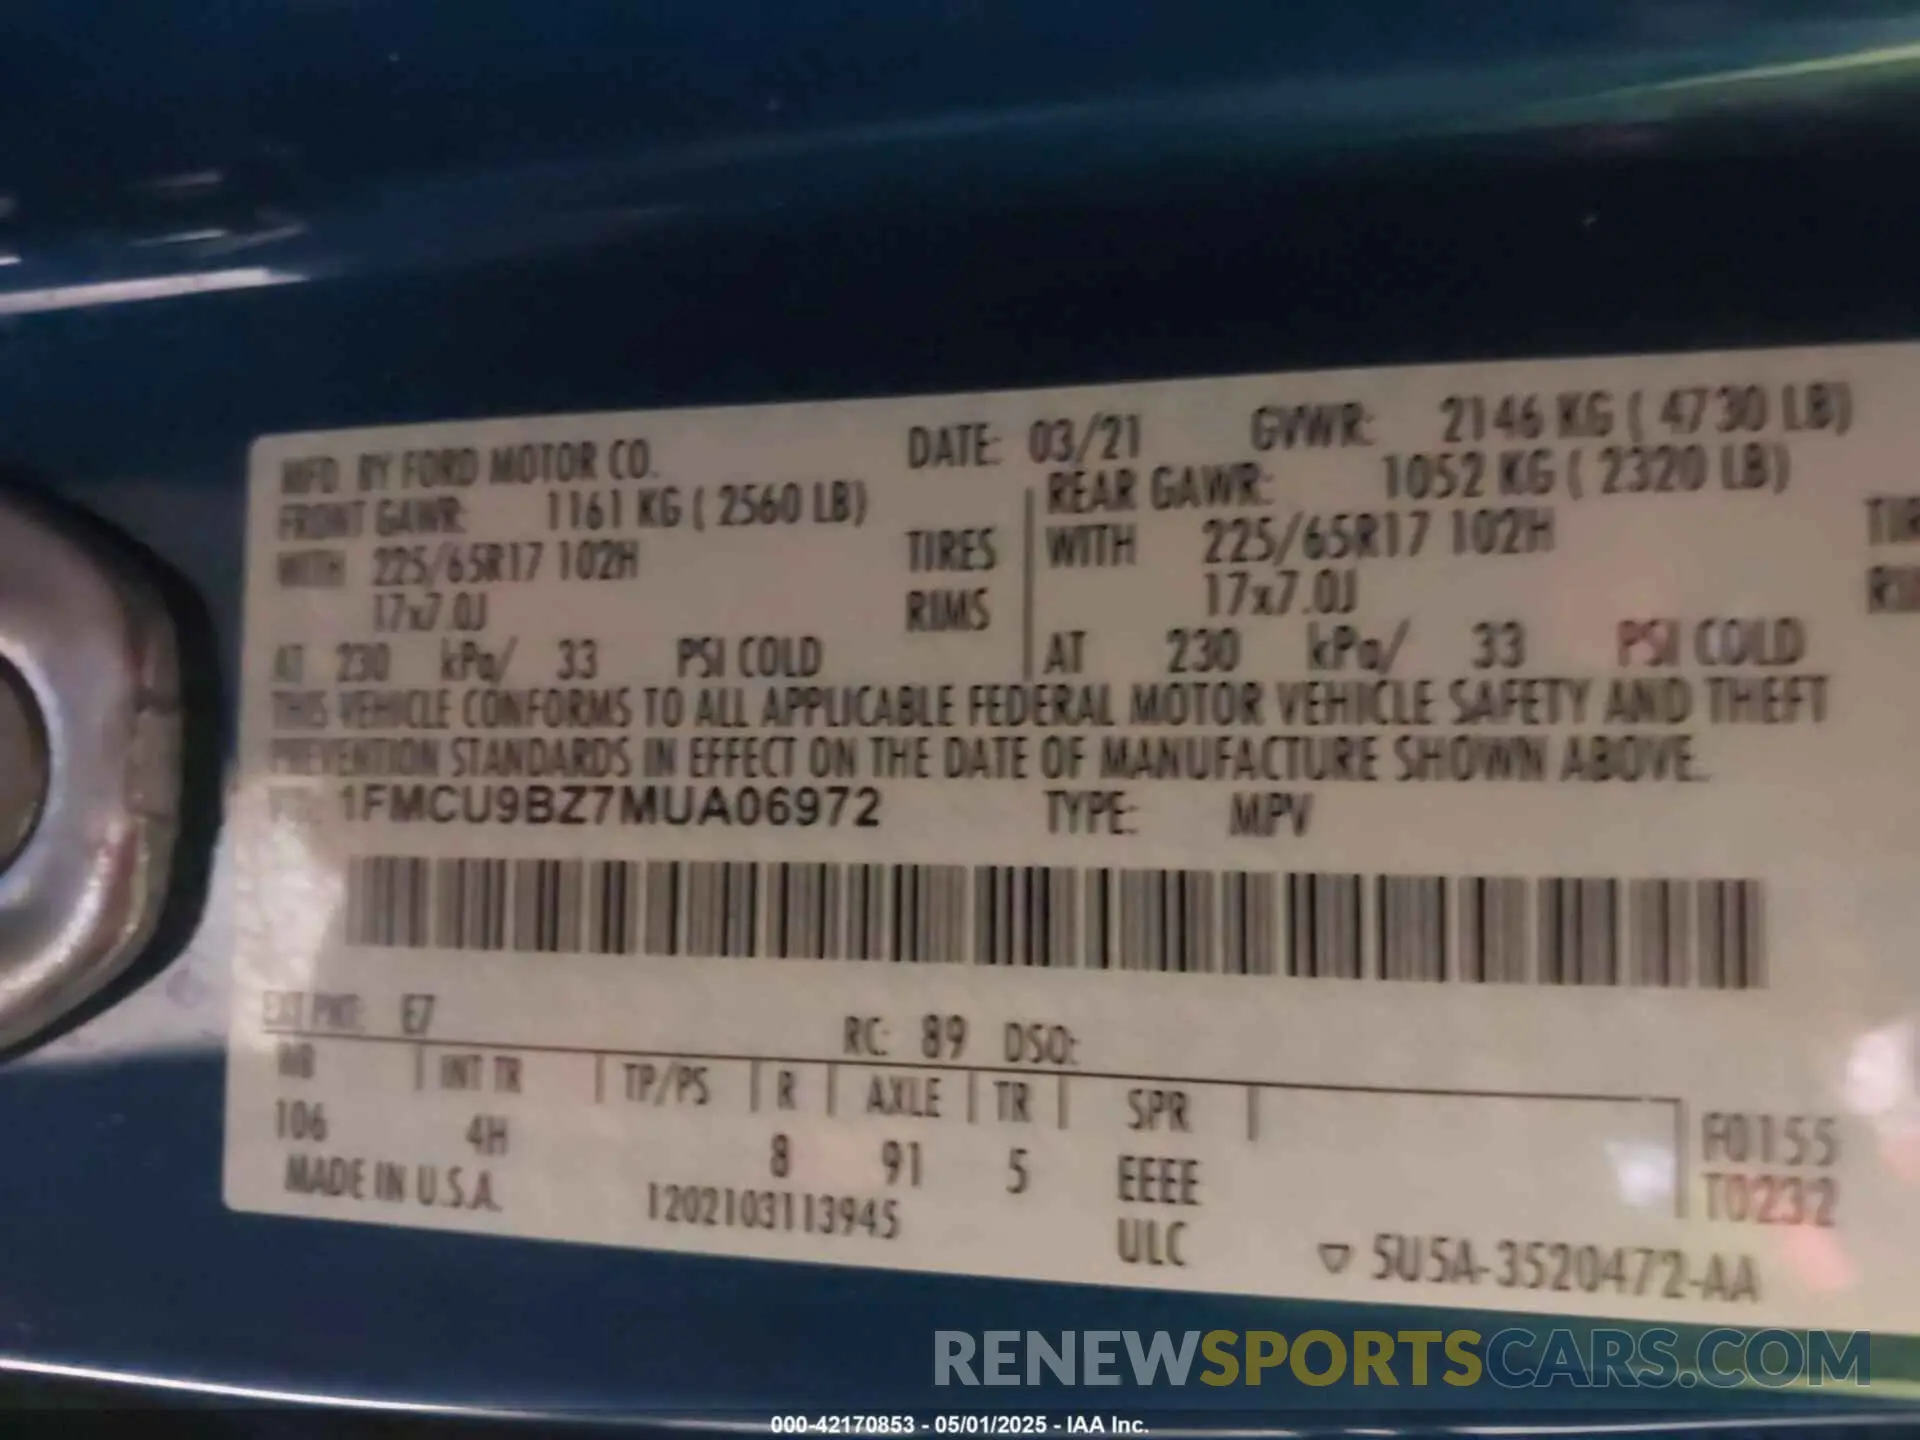 MFD. BY FORD MOTOR CO. DATE: 03/21 GVWR: 2146 KG ( 4730 LB)
FRONT GAWR: 1161 KG ( 2560 LB) REAR GAWR: 1052 KG ( 2320 LB)
WITH 225/65R17 102H TIRES WITH 225/65R17 102H
17x7.0J RIMS 17x7.0J
AT 230 kPa/ 33 PSI COLD AT 230 kPa/ 33 PSI COLD
THIS VEHICLE CONFORMS TO ALL APPLICABLE FEDERAL MOTOR VEHICLE SAFETY AND THEFT
PREVENTION STANDARDS IN EFFECT ON THE DATE OF MANUFACTURE SHOWN ABOVE.
1FMCU9BZ7MUA06972 TYPE: MPV
EXT PNT: E7 RC: 89 DSO:
WB INT TR TP/PS R AXLE TR SPR
106 4H 8 91 5 EEEE
F0155
T0232
MADE IN U.S.A. 1202103113945 ULC
5U5A-3520472-AA
RENEWSPORTSCARS.COM
000-42170853 - 05/01/2025 - IAA Inc.